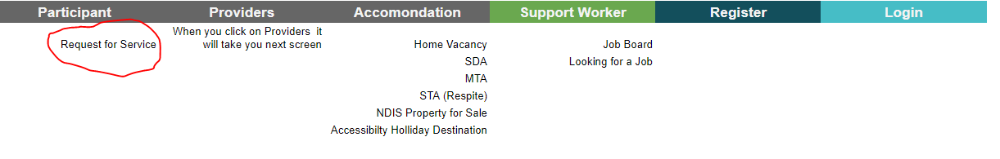 Participant
Providers
Accomondation
Support Worker
Register
Login
Request for Service
When you click on Providers it
will take you next screen
Home Vacancy
SDA
MTA
STA (Respite)
NDIS Property for Sale
Accessibilty Holliday Destination
Job Board
Looking for a Job